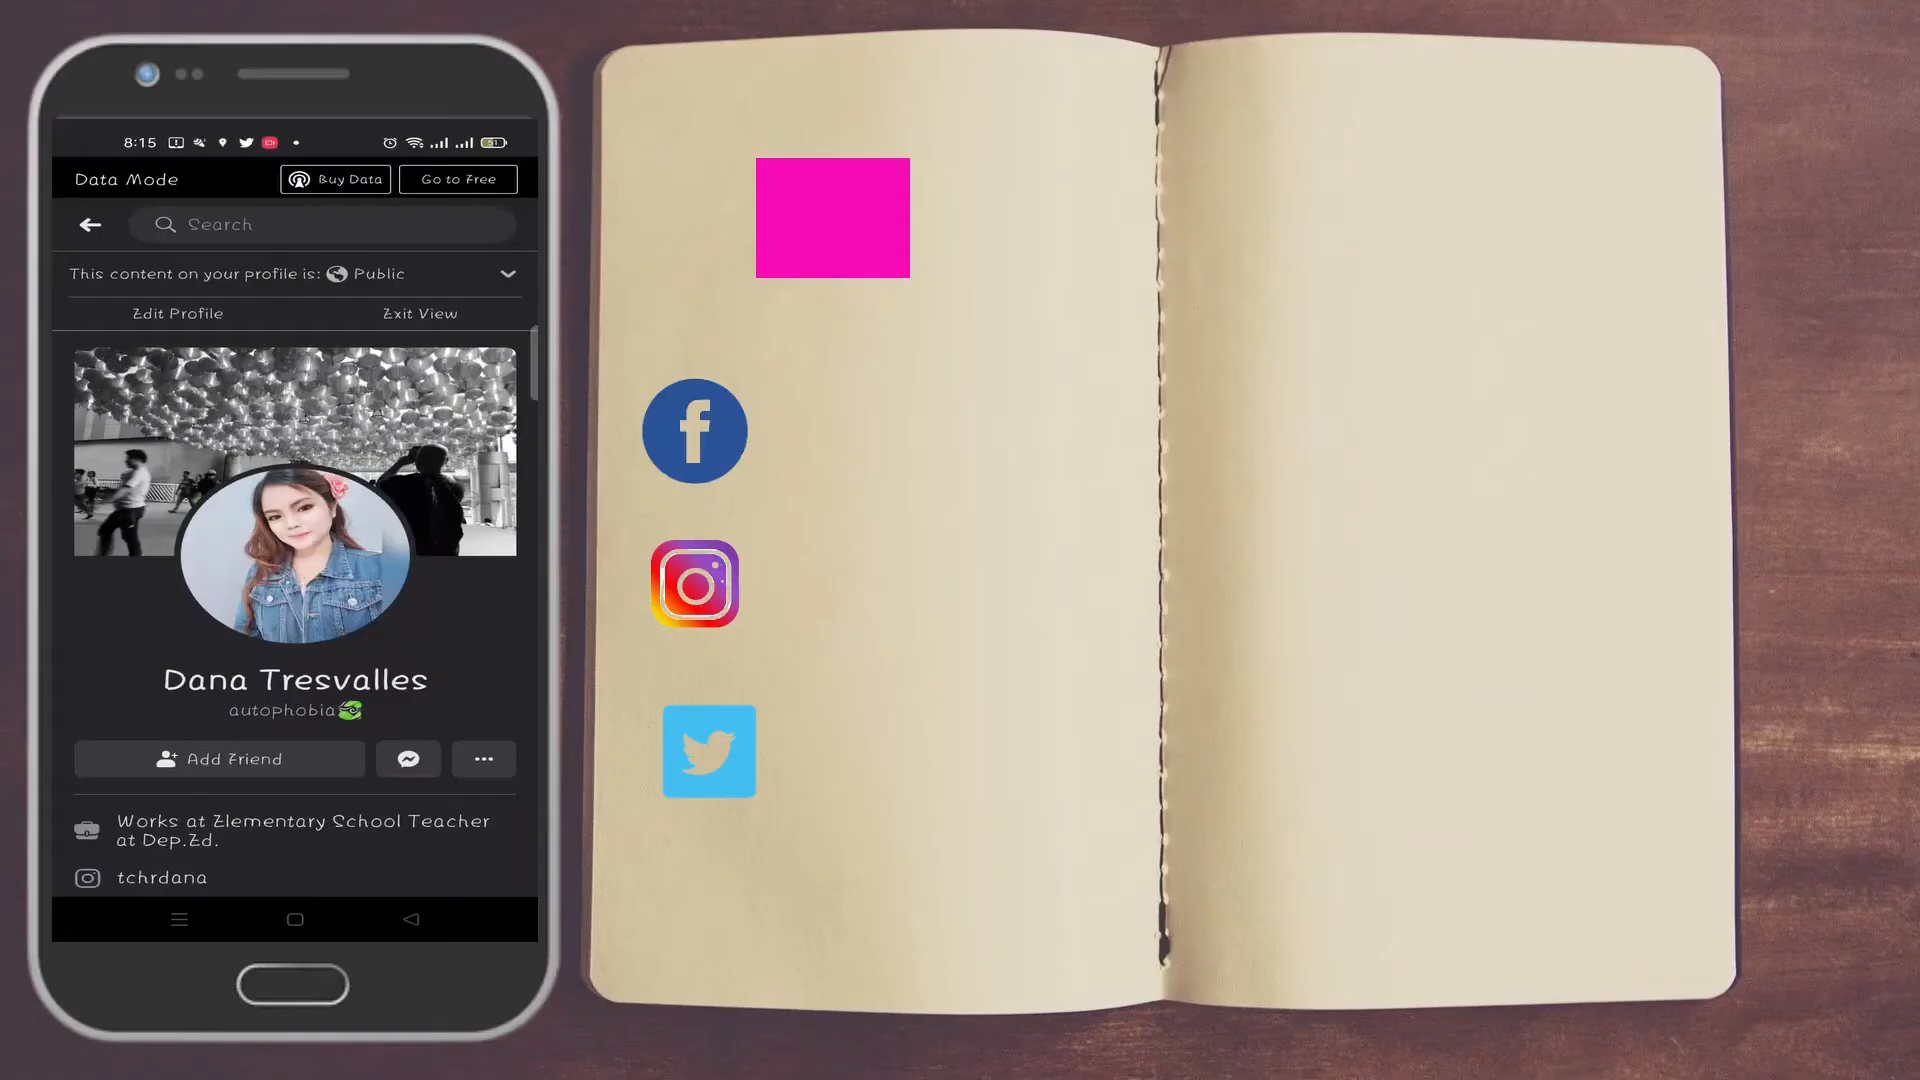 8:15
51
Data Mode
Buy Data
Go to Free
Search
This content on your profile is: Public
Edit Profile
Exit View
Dana Tresvalles
autophobia
Add Friend
Works at Elementary School Teacher
at Dep.Ed.
tchrdana